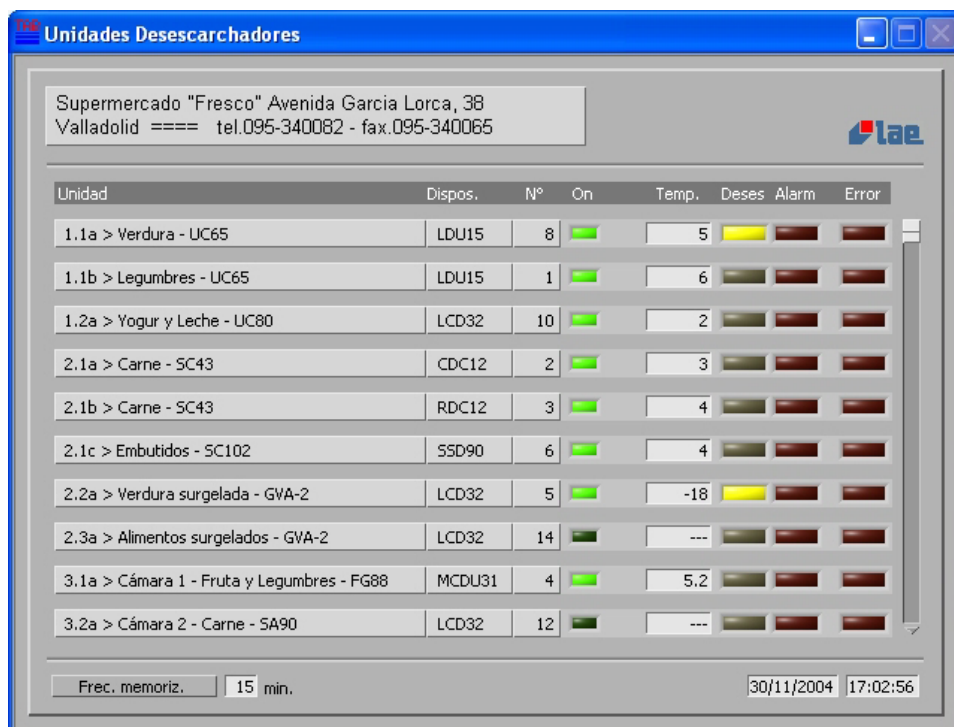 TAB
Unidades Desescarchadores
Supermercado "Fresco" Avenida Garcia Lorca, 38
Valladolid ==== tel.095-340082 - fax.095-340065
lae
Unidad Dispos. Nº On Temp. Deses Alarm Error
1.1a > Verdura - UC65 LDU15 8 5
1.1b > Legumbres - UC65 LDU15 1 6
1.2a > Yogur y Leche - UC80 LCD32 10 2
2.1a > Carne - SC43 CDC12 2 3
2.1b > Carne - SC43 RDC12 3 4
2.1c > Embutidos - SC102 SSD90 6 4
2.2a > Verdura surgelada - GVA-2 LCD32 5 -18
2.3a > Alimentos surgelados - GVA-2 LCD32 14 ---
3.1a > Cámara 1 - Fruta y Legumbres - FG88 MCDU31 4 5.2
3.2a > Cámara 2 - Carne - SA90 LCD32 12 ---
Frec. memoriz. 15 min. 30/11/2004 17:02:56